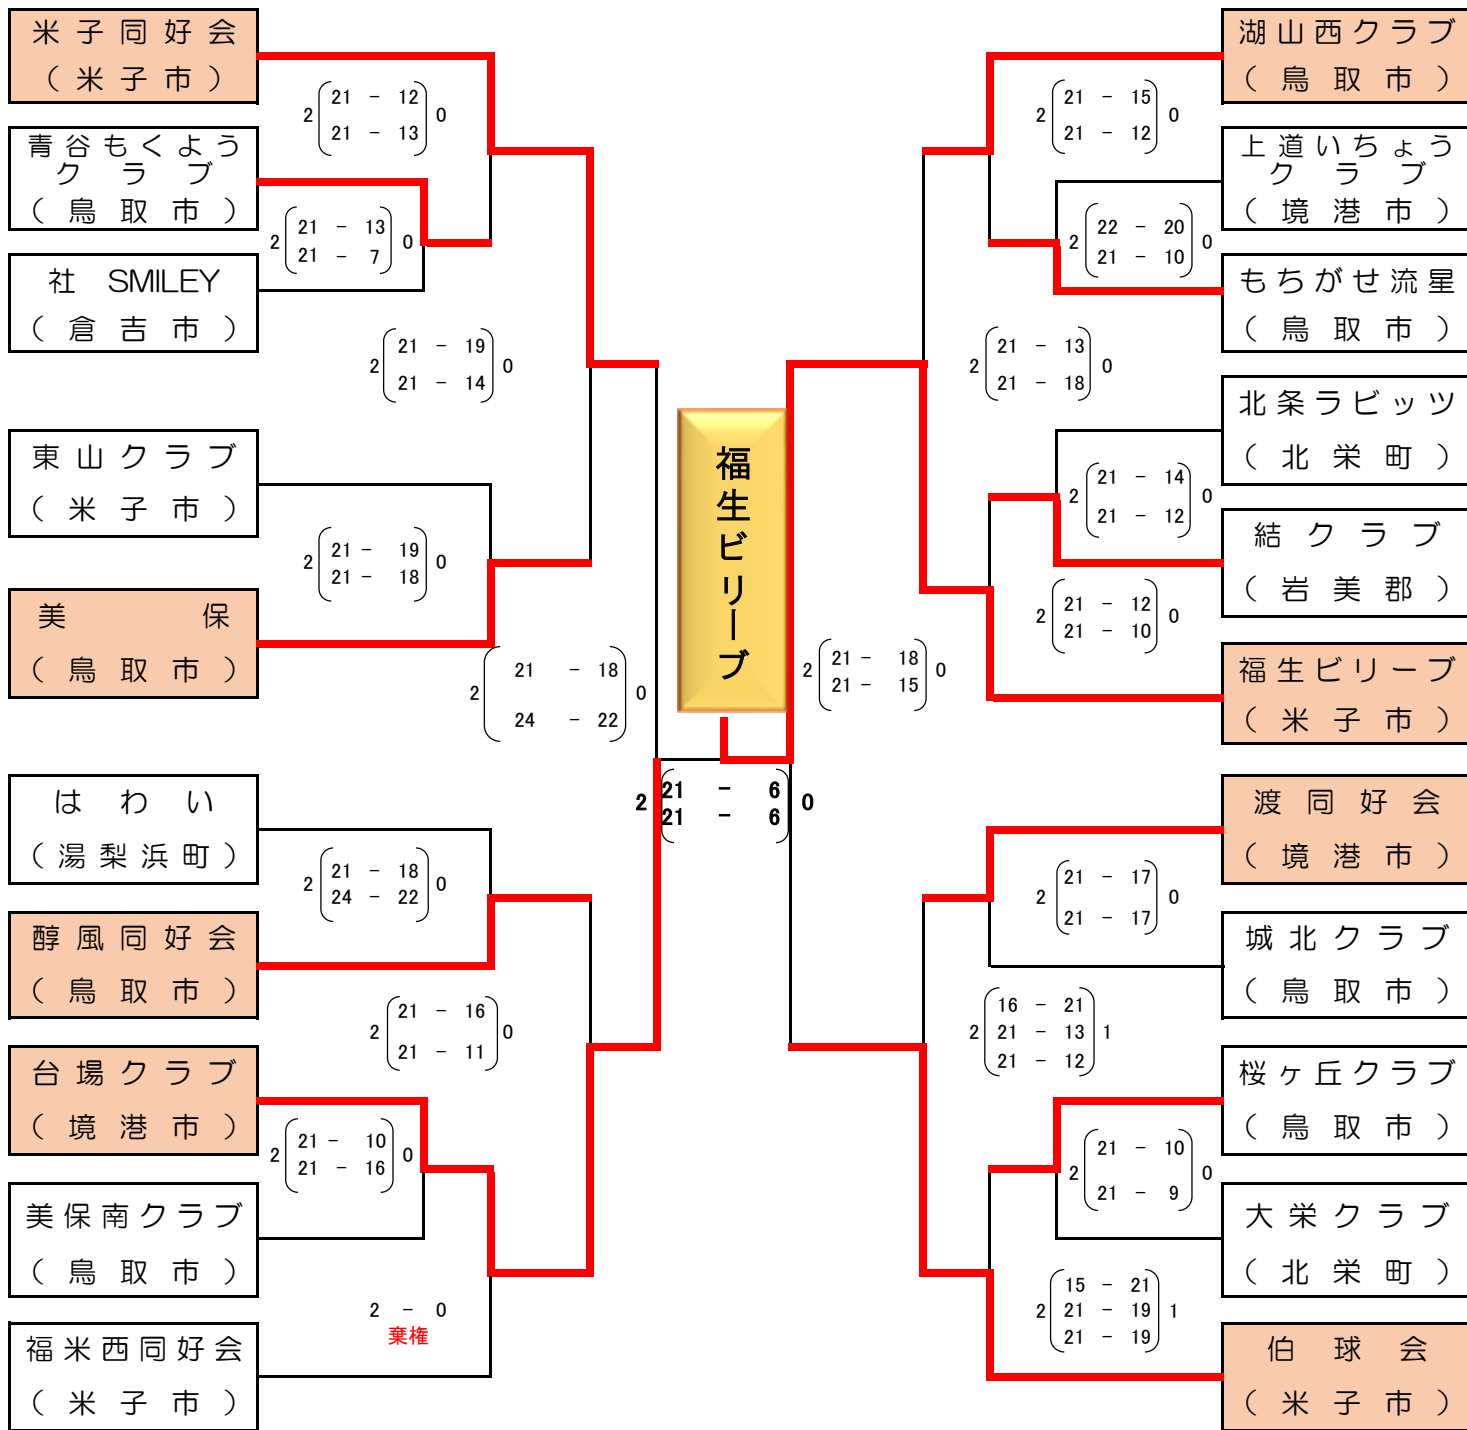 米子同好会
（米子市）
2 21 - 12 0
21 - 13
青谷もくよう
クラブ
（鳥取市）
2 21 - 13 0
21 - 7
社 SMILEY
（倉吉市）
2 21 - 19 0
21 - 14
東山クラブ
（米子市）
2 21 - 19 0
21 - 18
美保
（鳥取市）
2 21 - 18 0
24 - 22
はわい
（湯梨浜町）
2 21 - 18 0
24 - 22
醇風同好会
（鳥取市）
2 21 - 16 0
21 - 11
台場クラブ
（境港市）
2 21 - 10 0
21 - 16
美保南クラブ
（鳥取市）
2 - 0
棄権
福米西同好会
（米子市）
福生ビリーブ
2 21 - 6 0
21 - 6
湖山西クラブ
（鳥取市）
2 21 - 15 0
21 - 12
上道いちょう
クラブ
（境港市）
2 22 - 20 0
21 - 10
もちがせ流星
（鳥取市）
2 21 - 13 0
21 - 18
北条ラビッツ
（北栄町）
2 21 - 14 0
21 - 12
結クラブ
（岩美郡）
2 21 - 12 0
21 - 10
福生ビリーブ
（米子市）
2 21 - 18 0
21 - 15
渡同好会
（境港市）
2 21 - 17 0
21 - 17
城北クラブ
（鳥取市）
2 16 - 21 1
21 - 13
21 - 12
桜ヶ丘クラブ
（鳥取市）
2 21 - 10 0
21 - 9
大栄クラブ
（北栄町）
2 15 - 21 1
21 - 19
21 - 19
伯球会
（米子市）